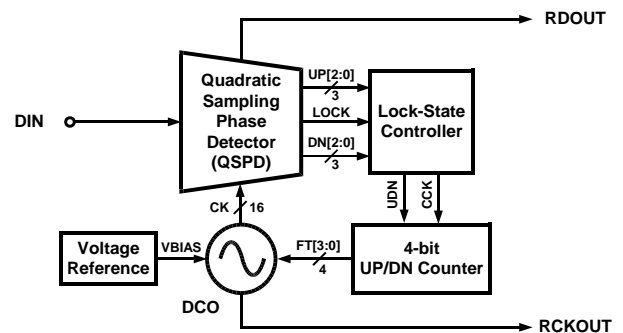 RDOUT
UP[2:0]
3
Quadratic
Sampling
Phase
Detector
(QSPD)
LOCK
Lock-State
Controller
DIN
DN[2:0]
3
UDN
CCK
CK
16
Voltage
Reference
VBIAS
FT[3:0]
4
4-bit
UP/DN Counter
DCO
RCKOUT